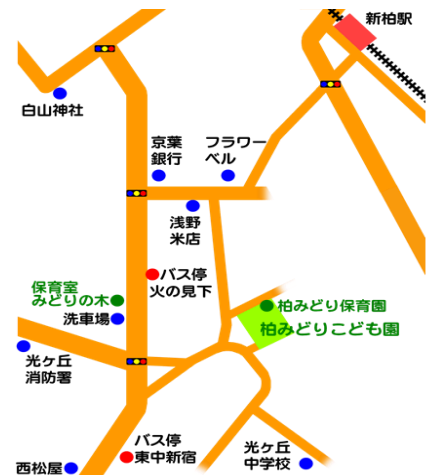 新柏駅
白山神社
京葉
銀行
フラワー
ベル
浅野
米店
バス停
火の見下
保育室
みどりの木
洗車場
柏みどり保育園
柏みどりこども園
光ヶ丘
消防署
バス停
東中新宿
光ヶ丘
中学校
西松屋